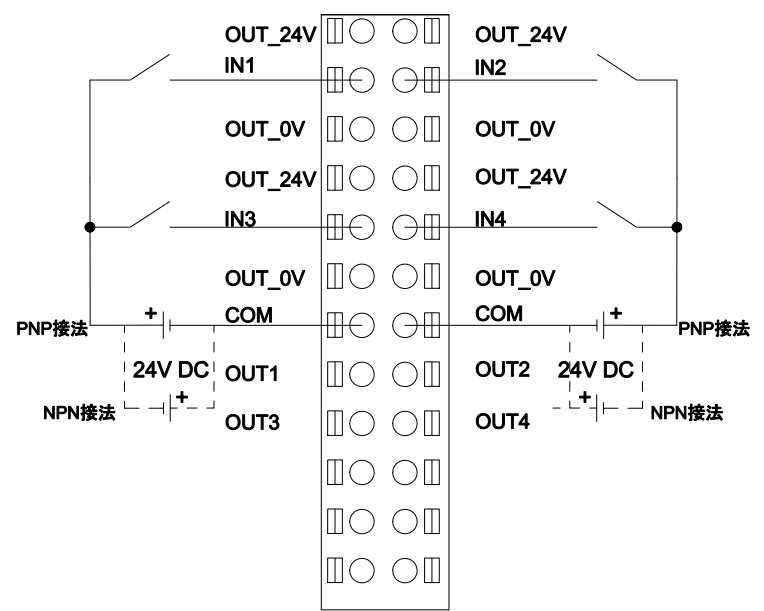 OUT_24V OUT_24V
IN1 IN2
OUT_0V OUT_0V
OUT_24V OUT_24V
IN3 IN4
OUT_0V OUT_0V
+ COM COM +
PNP接法 PNP接法
24V DC OUT1 OUT2 24V DC
+ +
NPN接法 OUT3 OUT4 NPN接法